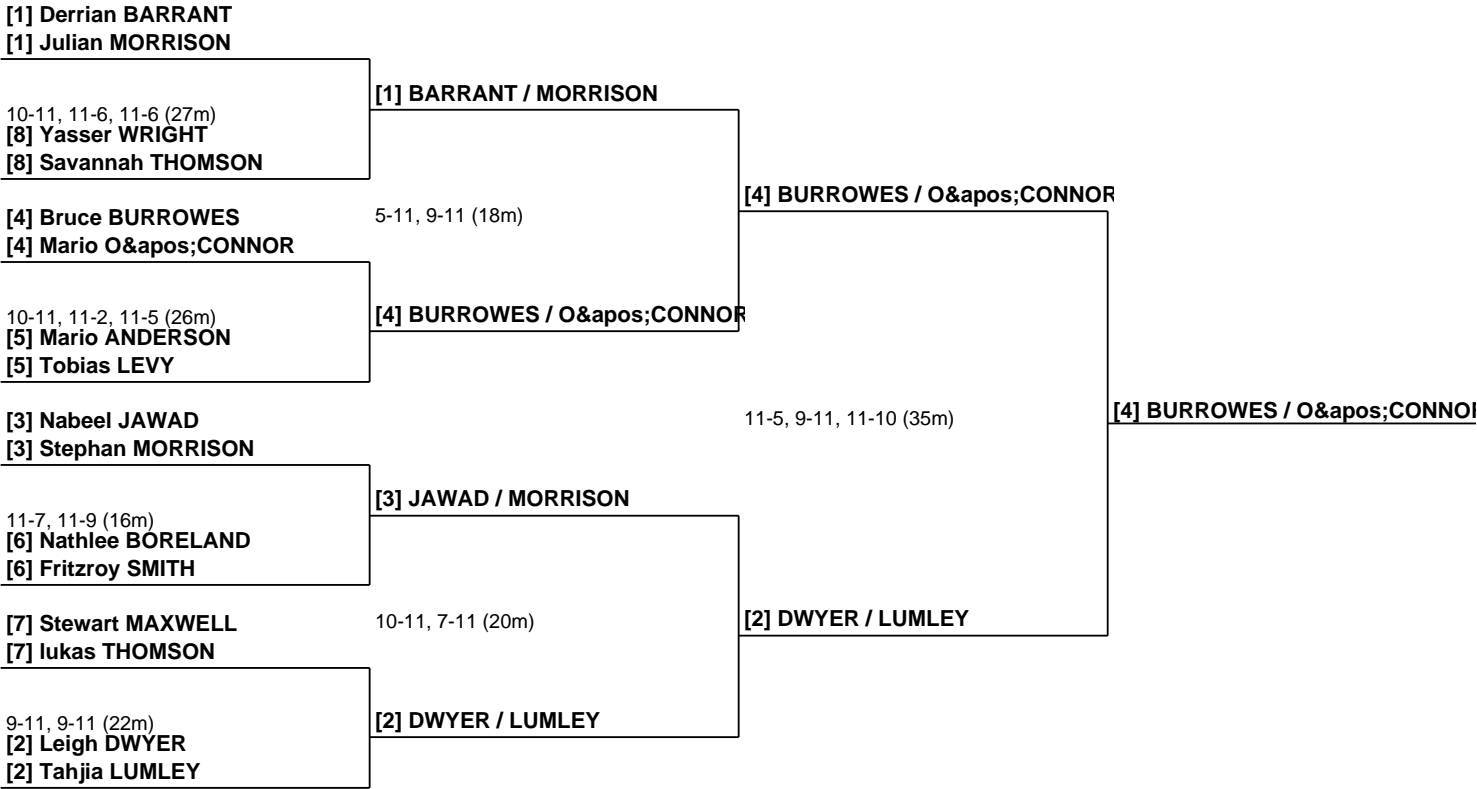 [1] Derrian BARRANT
[1] Julian MORRISON
10-11, 11-6, 11-6 (27m)
[8] Yasser WRIGHT
[8] Savannah THOMSON
[4] Bruce BURROWES
[4] Mario O&apos;CONNOR
10-11, 11-2, 11-5 (26m)
[5] Mario ANDERSON
[5] Tobias LEVY
[3] Nabeel JAWAD
[3] Stephan MORRISON
11-7, 11-9 (16m)
[6] Nathlee BORELAND
[6] Fritzroy SMITH
[7] Stewart MAXWELL
[7] lukas THOMSON
9-11, 9-11 (22m)
[2] Leigh DWYER
[2] Tahjia LUMLEY
[1] BARRANT / MORRISON
5-11, 9-11 (18m)
[4] BURROWES / O&apos;CONNOR
[3] JAWAD / MORRISON
10-11, 7-11 (20m)
[2] DWYER / LUMLEY
[4] BURROWES / O&apos;CONNOR
11-5, 9-11, 11-10 (35m)
[2] DWYER / LUMLEY
[4] BURROWES / O&apos;CONNOR